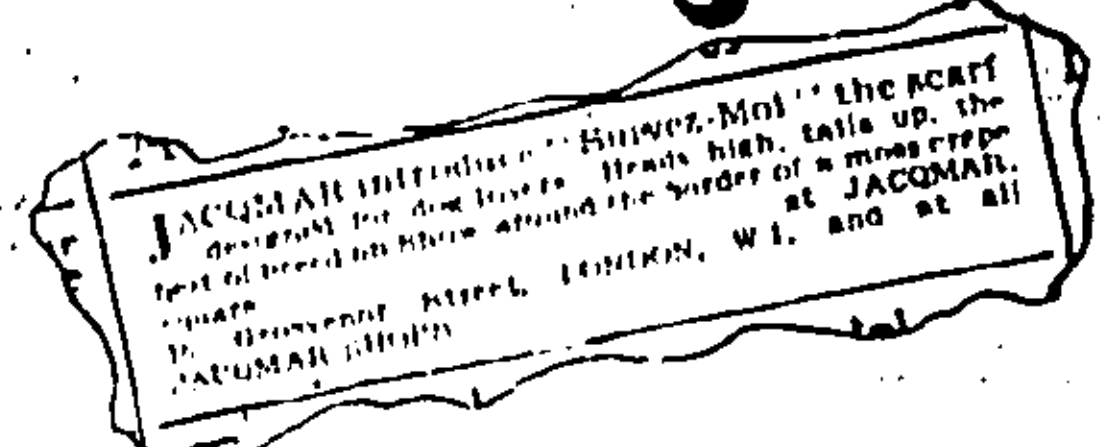 JACQMAR introduce "Suivez-Moi" the scarf
designed for dog lovers. Heads high, tails up, the
best of breed on show around the border of a moss crepe
square at JACQMAR,
Grosvenor Street, LONDON, W 1, and at all
JACQMAR SHOPS